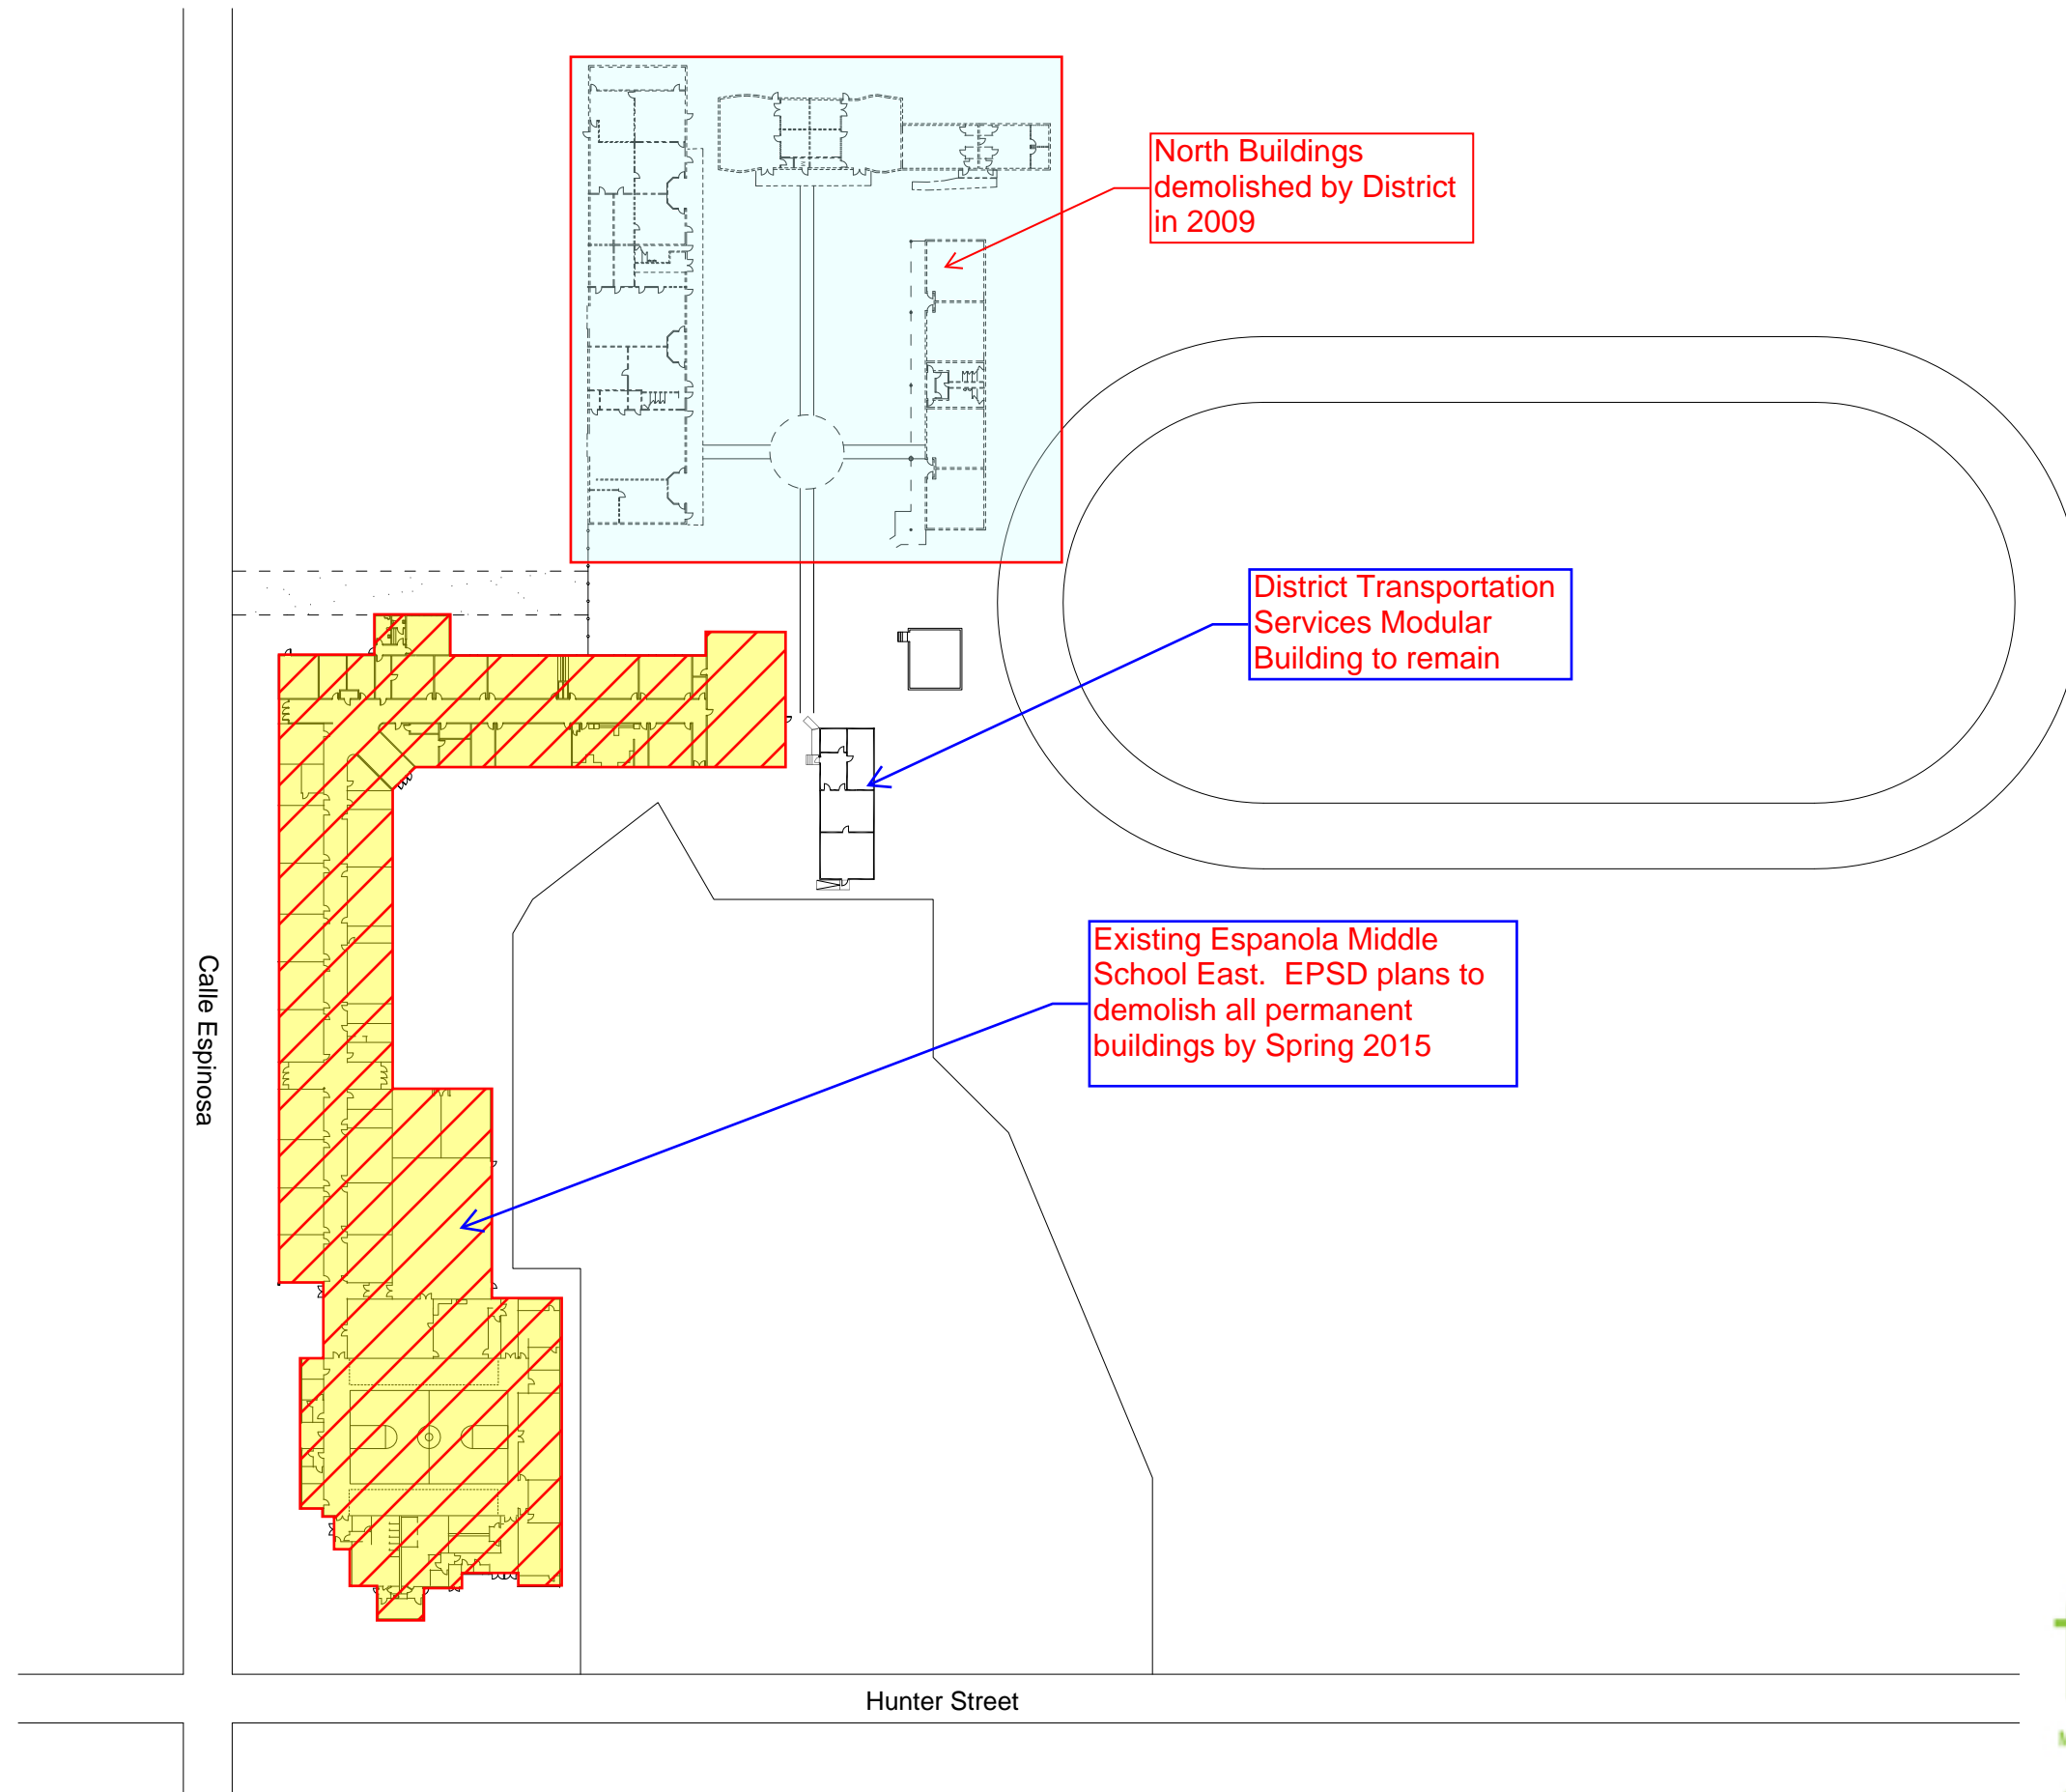 North Buildings
demolished by District
in 2009
District Transportation
Services Modular
Building to remain
Existing Espanola Middle
School East.  EPSD plans to
demolish all permanent
buildings by Spring 2015
Calle Espinosa
Hunter Street